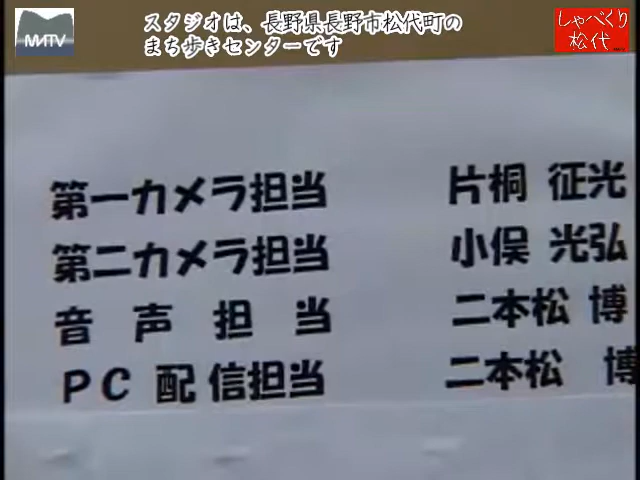 MATV
スタジオは、長野県長野市松代町の
まち歩きセンターです
しゃべくり
松代
第一カメラ担当 片桐 征光
第二カメラ担当 小俣 光弘
音 声 担 当 二本松 博
PC 配信担当 二本松 博